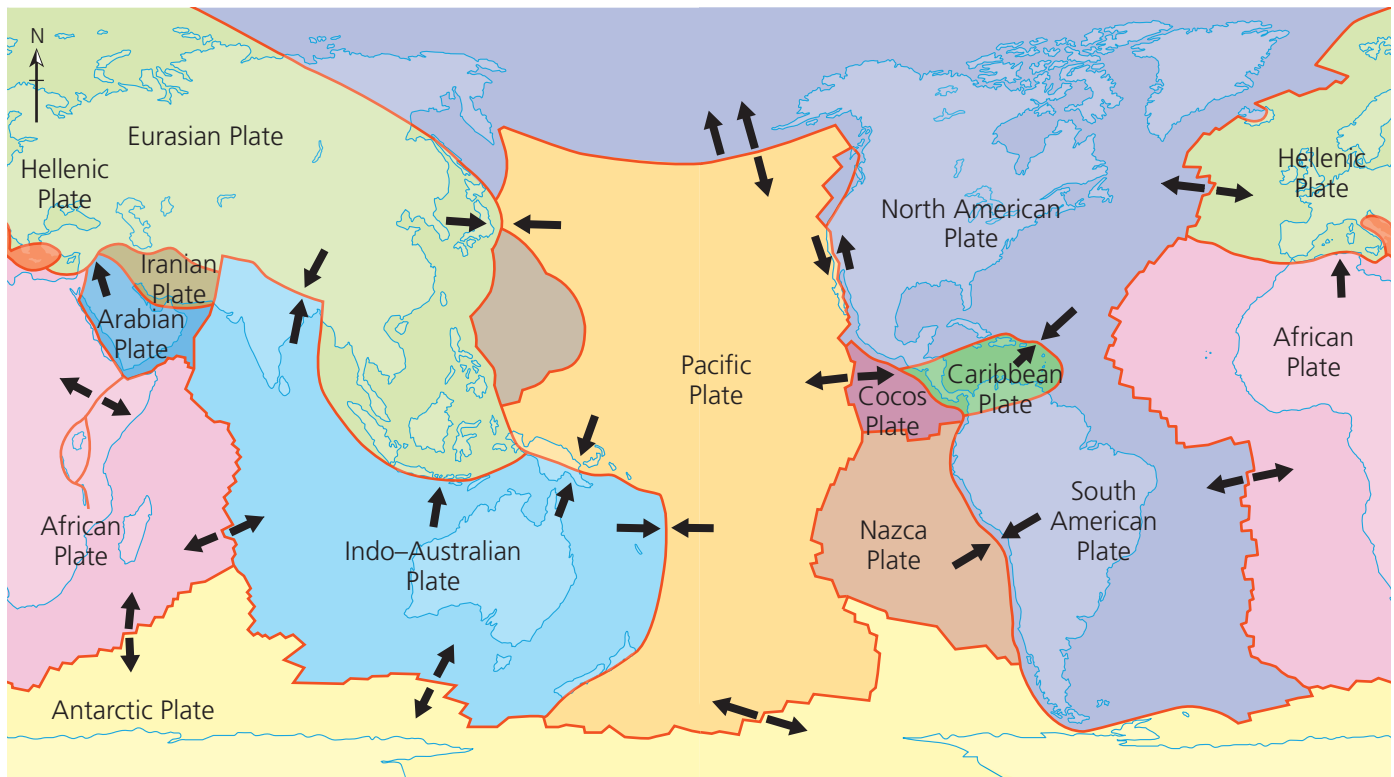 N
Eurasian Plate
Hellenic
Plate
Iranian
Plate
Arabian
Plate
African
Plate
Antarctic Plate
Indo–Australian
Plate
Pacific
Plate
North American
Plate
Cocos
Plate
Caribbean
Plate
Nazca
Plate
South
American
Plate
Hellenic
Plate
African
Plate